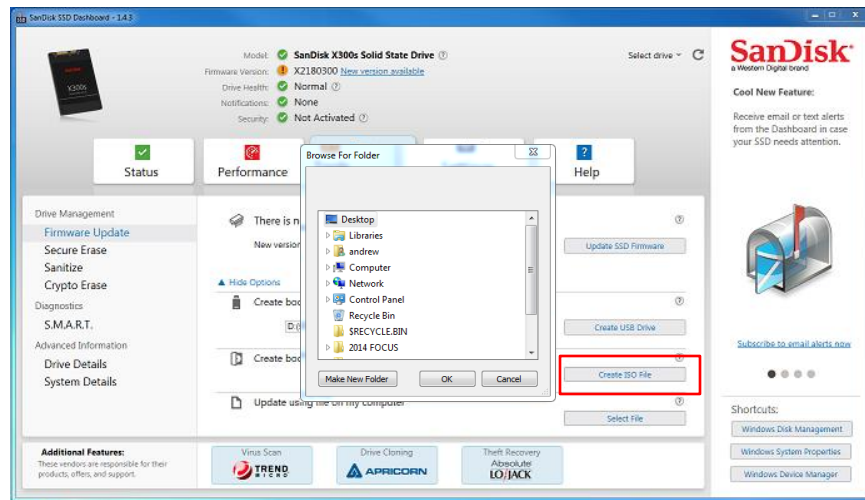 SanDisk SSD Dashboard - 1.4.3
Model: SanDisk X300s Solid State Drive
Firmware Version: X2180300 New version available
Drive Health: Normal
Notifications: None
Security: Not Activated
Select drive
SanDisk
a Western Digital brand
Cool New Feature:
Receive email or text alerts
from the Dashboard in case
your SSD needs attention.
Subscribe to email alerts now
Shortcuts:
Windows Disk Management
Windows System Properties
Windows Device Manager
X300s
Status
Performance
Help
Drive Management
Firmware Update
Secure Erase
Sanitize
Crypto Erase
Diagnostics
S.M.A.R.T.
Advanced Information
Drive Details
System Details
There is n
New version
Update SSD Firmware
Hide Options
Create boo
D:
Create USB Drive
Create boo
Create ISO File
Update using file on my computer
Select File
Browse For Folder
Desktop
Libraries
andrew
Computer
Network
Control Panel
Recycle Bin
$RECYCLE.BIN
2014 FOCUS
Make New Folder
OK
Cancel
Additional Features:
These vendors are responsible for their
products, offers, and support.
Virus Scan
TREND
MICRO
Drive Cloning
APRICORN
Theft Recovery
Absolute
LO/JACK